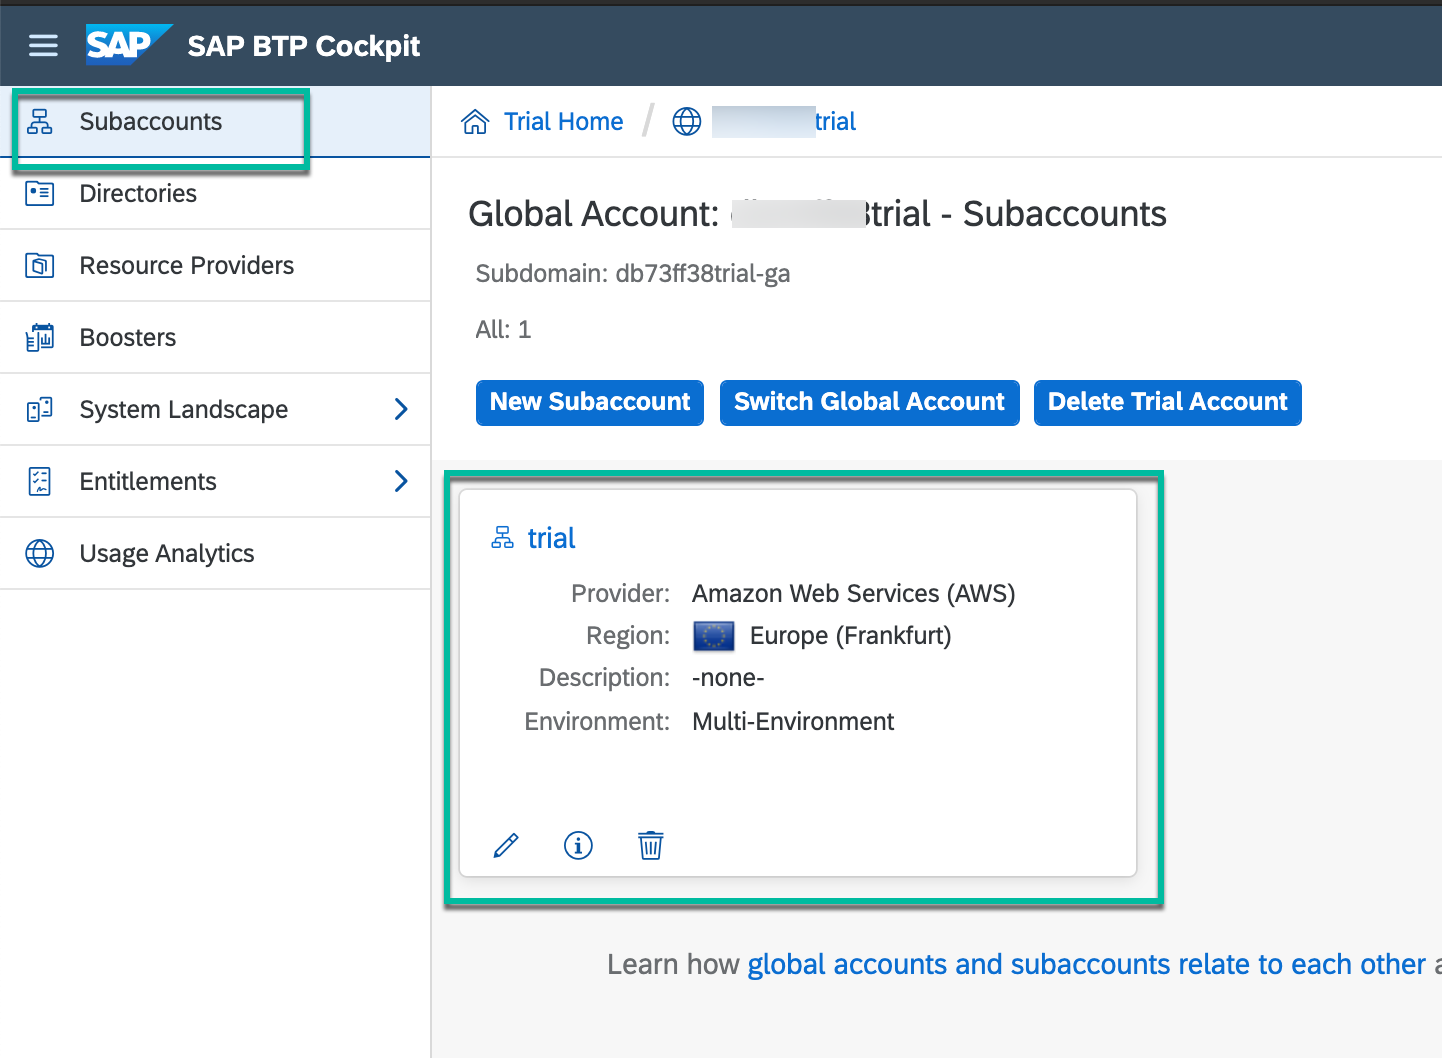 SAP SAP BTP Cockpit
Subaccounts
Directories
Resource Providers
Boosters
System Landscape
Entitlements
Usage Analytics
Trial Home / trial
Global Account: trial - Subaccounts
Subdomain: db73ff38trial-ga
All: 1
New Subaccount Switch Global Account Delete Trial Account
trial
Provider: Amazon Web Services (AWS)
Region: Europe (Frankfurt)
Description: -none-
Environment: Multi-Environment
Learn how global accounts and subaccounts relate to each other